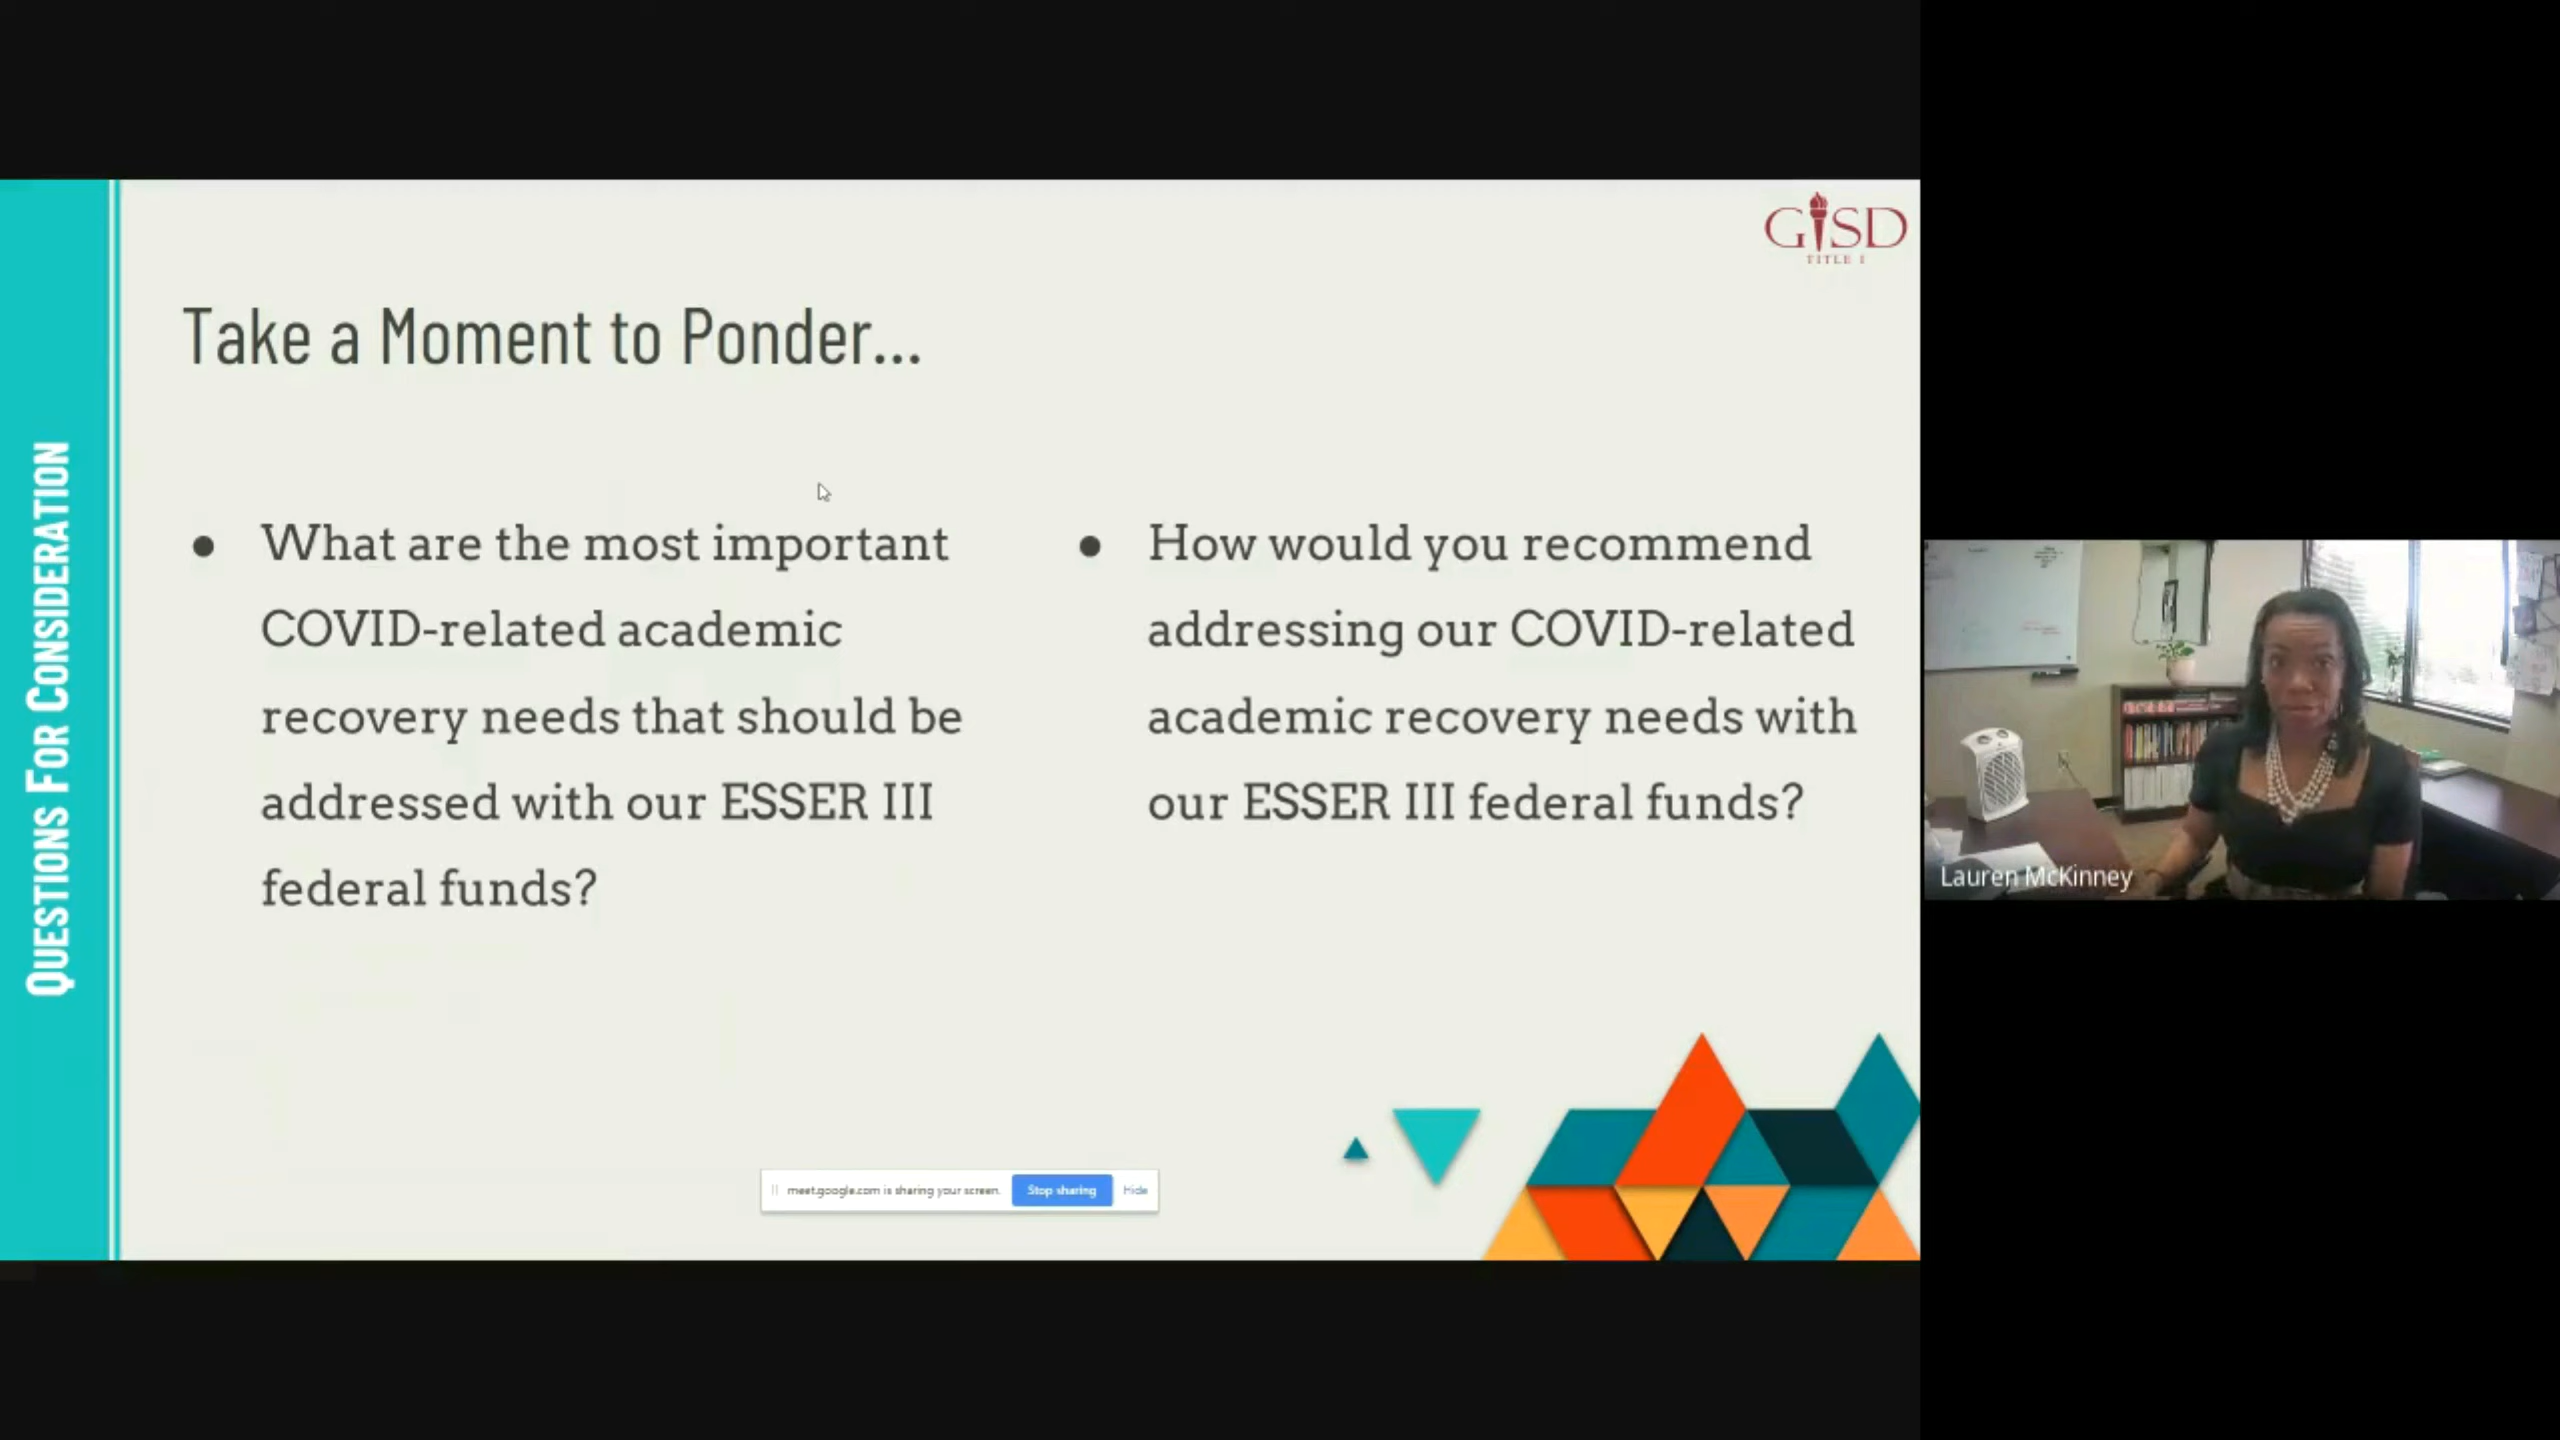 GISD
TITLE I
QUESTIONS FOR CONSIDERATION
Take a Moment to Ponder...
● What are the most important
COVID-related academic
recovery needs that should be
addressed with our ESSER III
federal funds?
● How would you recommend
addressing our COVID-related
academic recovery needs with
our ESSER III federal funds?
meet.google.com is sharing your screen.
Stop sharing
Hide
Lauren McKinney